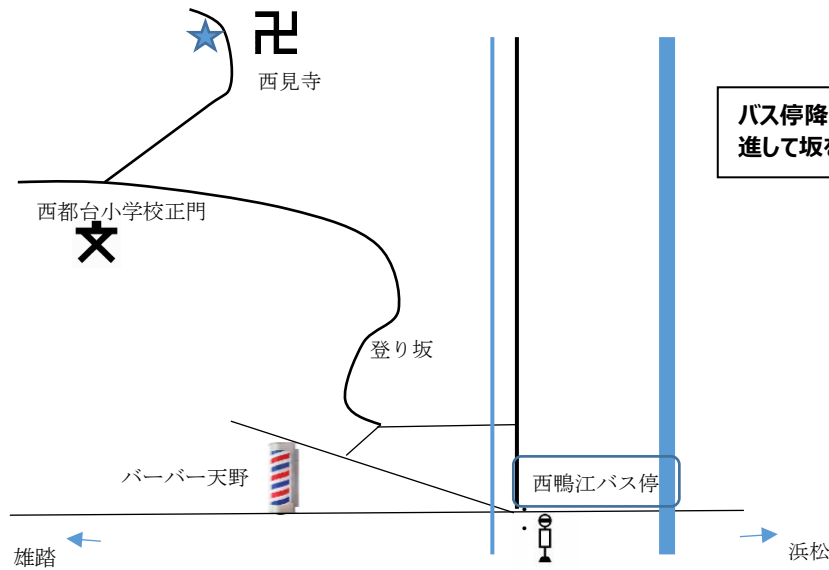 西見寺
バス停降
進して坂を
西都台小学校正門
登り坂
バーバー天野
西鴨江バス停
雄踏
浜松